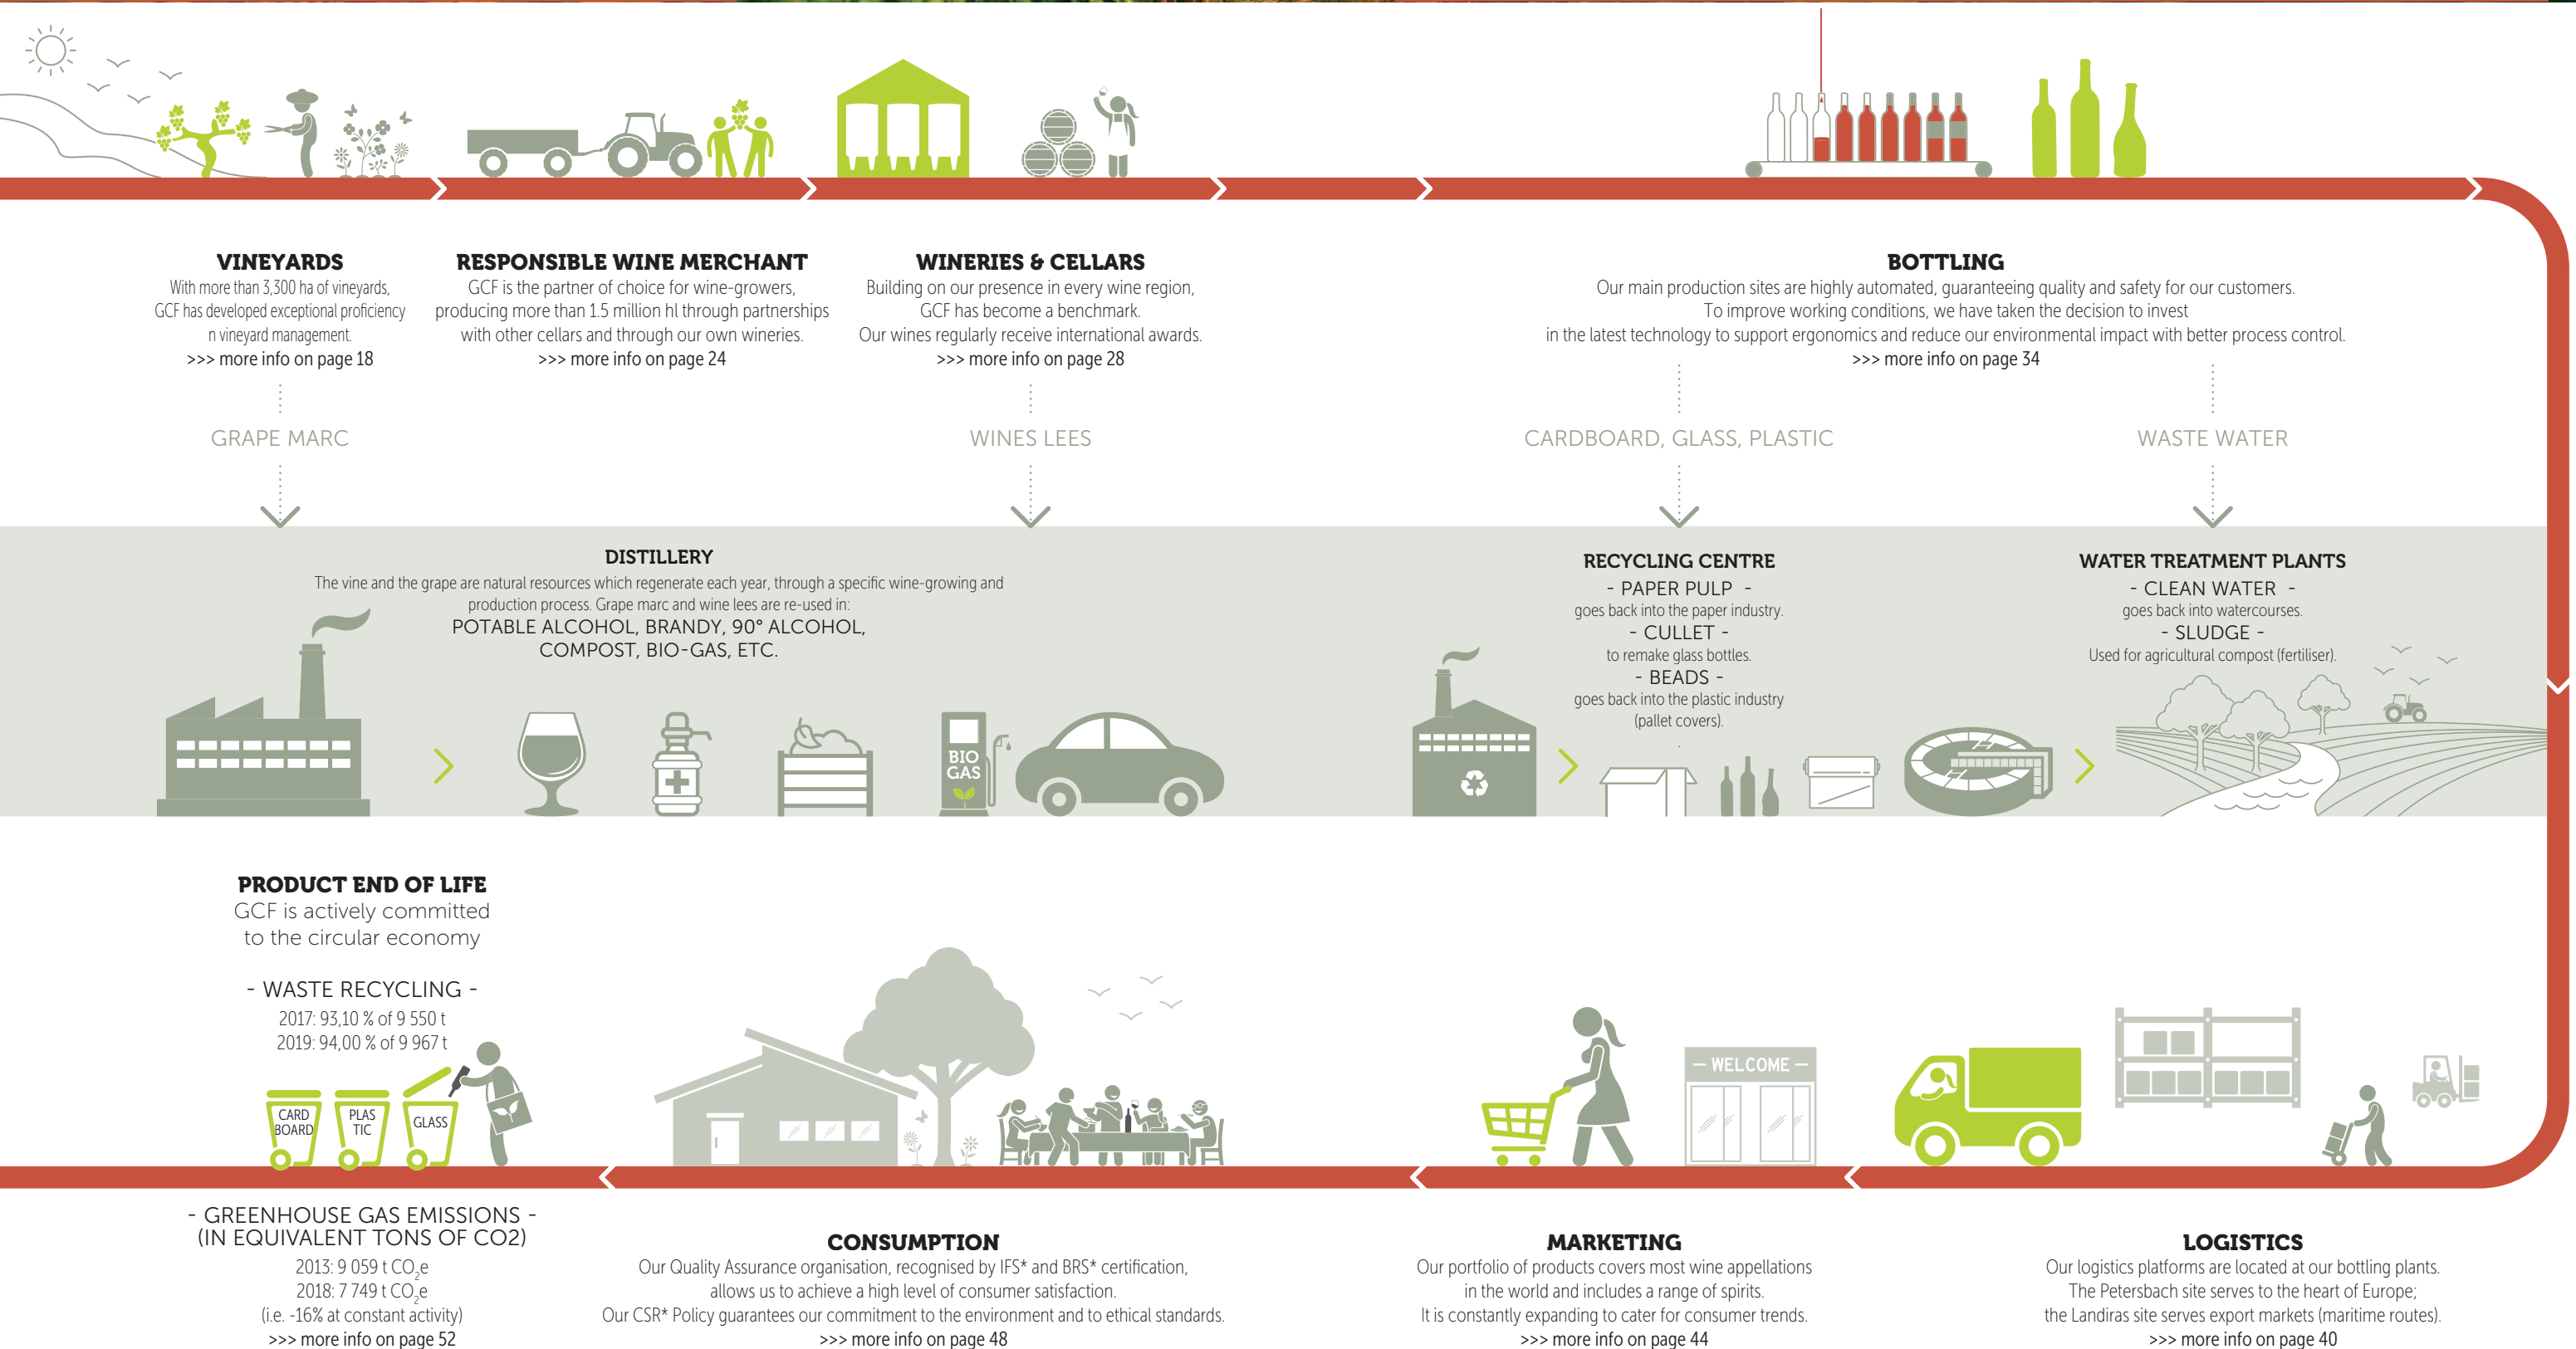 VINEYARDS
With more than 3,300 ha of vineyards,
GCF has developed exceptional proficiency
n vineyard management.
>>> more info on page 18
RESPONSIBLE WINE MERCHANT
GCF is the partner of choice for wine-growers,
producing more than 1.5 million hl through partnerships
with other cellars and through our own wineries.
>>> more info on page 24
WINERIES & CELLARS
Building on our presence in every wine region,
GCF has become a benchmark.
Our wines regularly receive international awards.
>>> more info on page 28
BOTTLING
Our main production sites are highly automated, guaranteeing quality and safety for our customers.
To improve working conditions, we have taken the decision to invest
in the latest technology to support ergonomics and reduce our environmental impact with better process control.
>>> more info on page 34
GRAPE MARC
WINES LEES
CARDBOARD, GLASS, PLASTIC
WASTE WATER
DISTILLERY
The vine and the grape are natural resources which regenerate each year, through a specific wine-growing and
production process. Grape marc and wine lees are re-used in:
POTABLE ALCOHOL, BRANDY, 90° ALCOHOL,
COMPOST, BIO-GAS, ETC.
BIO
GAS
RECYCLING CENTRE
- PAPER PULP -
goes back into the paper industry.
- CULLET -
to remake glass bottles.
- BEADS -
goes back into the plastic industry
(pallet covers).
.
WATER TREATMENT PLANTS
- CLEAN WATER -
goes back into watercourses.
- SLUDGE -
Used for agricultural compost (fertiliser).
PRODUCT END OF LIFE
GCF is actively committed
to the circular economy
- WASTE RECYCLING -
2017: 93,10 % of 9 550 t
2019: 94,00 % of 9 967 t
CARD
BOARD
PLAS
TIC
GLASS
- WELCOME -
- GREENHOUSE GAS EMISSIONS -
(IN EQUIVALENT TONS OF CO2)
2013: 9 059 t CO2e
2018: 7 749 t CO2e
(i.e. -16% at constant activity)
>>> more info on page 52
CONSUMPTION
Our Quality Assurance organisation, recognised by IFS* and BRS* certification,
allows us to achieve a high level of consumer satisfaction.
Our CSR* Policy guarantees our commitment to the environment and to ethical standards.
>>> more info on page 48
MARKETING
Our portfolio of products covers most wine appellations
in the world and includes a range of spirits.
It is constantly expanding to cater for consumer trends.
>>> more info on page 44
LOGISTICS
Our logistics platforms are located at our bottling plants.
The Petersbach site serves to the heart of Europe;
the Landiras site serves export markets (maritime routes).
>>> more info on page 40